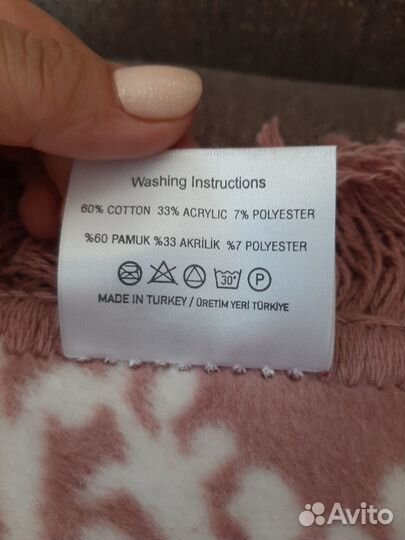 Washing Instructions
60% COTTON 33% ACRYLIC 7% POLYESTER
%60 PAMUK %33 AKRİLİK %7 POLYESTER
30° P
MADE IN TURKEY / ÜRETİM YERİ TÜRKİYE
Avito